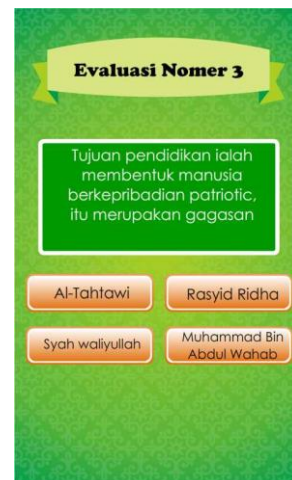 Evaluasi Nomer 3
Tujuan pendidikan ialah
membentuk manusia
berkepribadian patriotic,
itu merupakan gagasan
Al-Tahtawi
Rasyid Ridha
Syah waliyullah
Muhammad Bin
Abdul Wahab